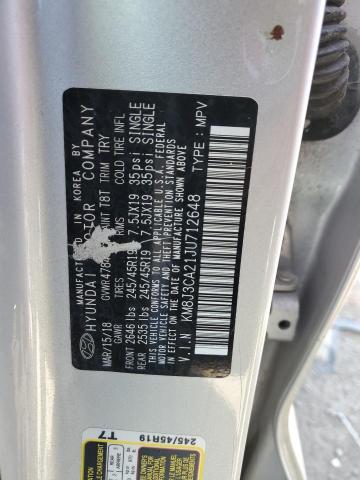 MANUFACTURED IN KOREA BY
HYUNDAI MOTOR COMPANY
MAR/15/18 PAINT T8T TRIM TRY
GAWR TIRES RIMS COLD TIRE INFL
FRONT 2646 lbs 245/45R19 7.5JX19 35psi SINGLE
REAR 2535 lbs 245/45R19 7.5JX19 35psi SINGLE
THIS VEHICLE CONFORMS TO ALL APPLICABLE U.S.A. FEDERAL
MOTOR VEHICLE SAFETY, BUMPER, AND THEFT PREVENTION STANDARDS
IN EFFECT ON THE DATE OF MANUFACTURE SHOWN ABOVE.
V.I.N: KM8J3CA21JU712648 TYPE: MPV
T7
245/45R19